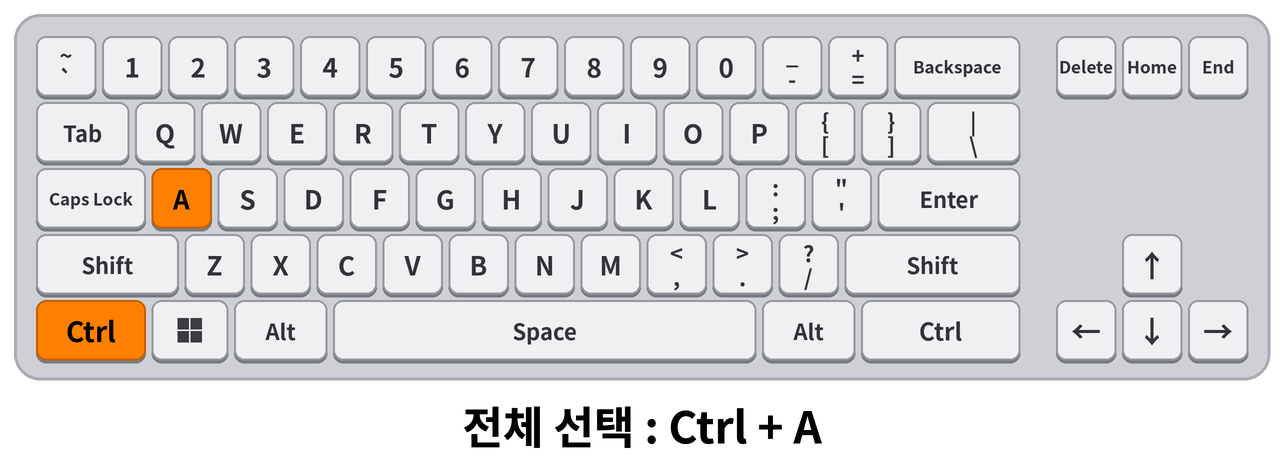 ~ 1 2 3 4 5 6 7 8 9 0 _ + Backspace Delete Home End
` - =
Tab Q W E R T Y U I O P { } |
[ ] \
Caps Lock A S D F G H J K L : " Enter
; '
Shift Z X C V B N M < > ? Shift ↑
, . /
Ctrl Alt Space Alt Ctrl ← ↓ →
전체 선택 : Ctrl + A